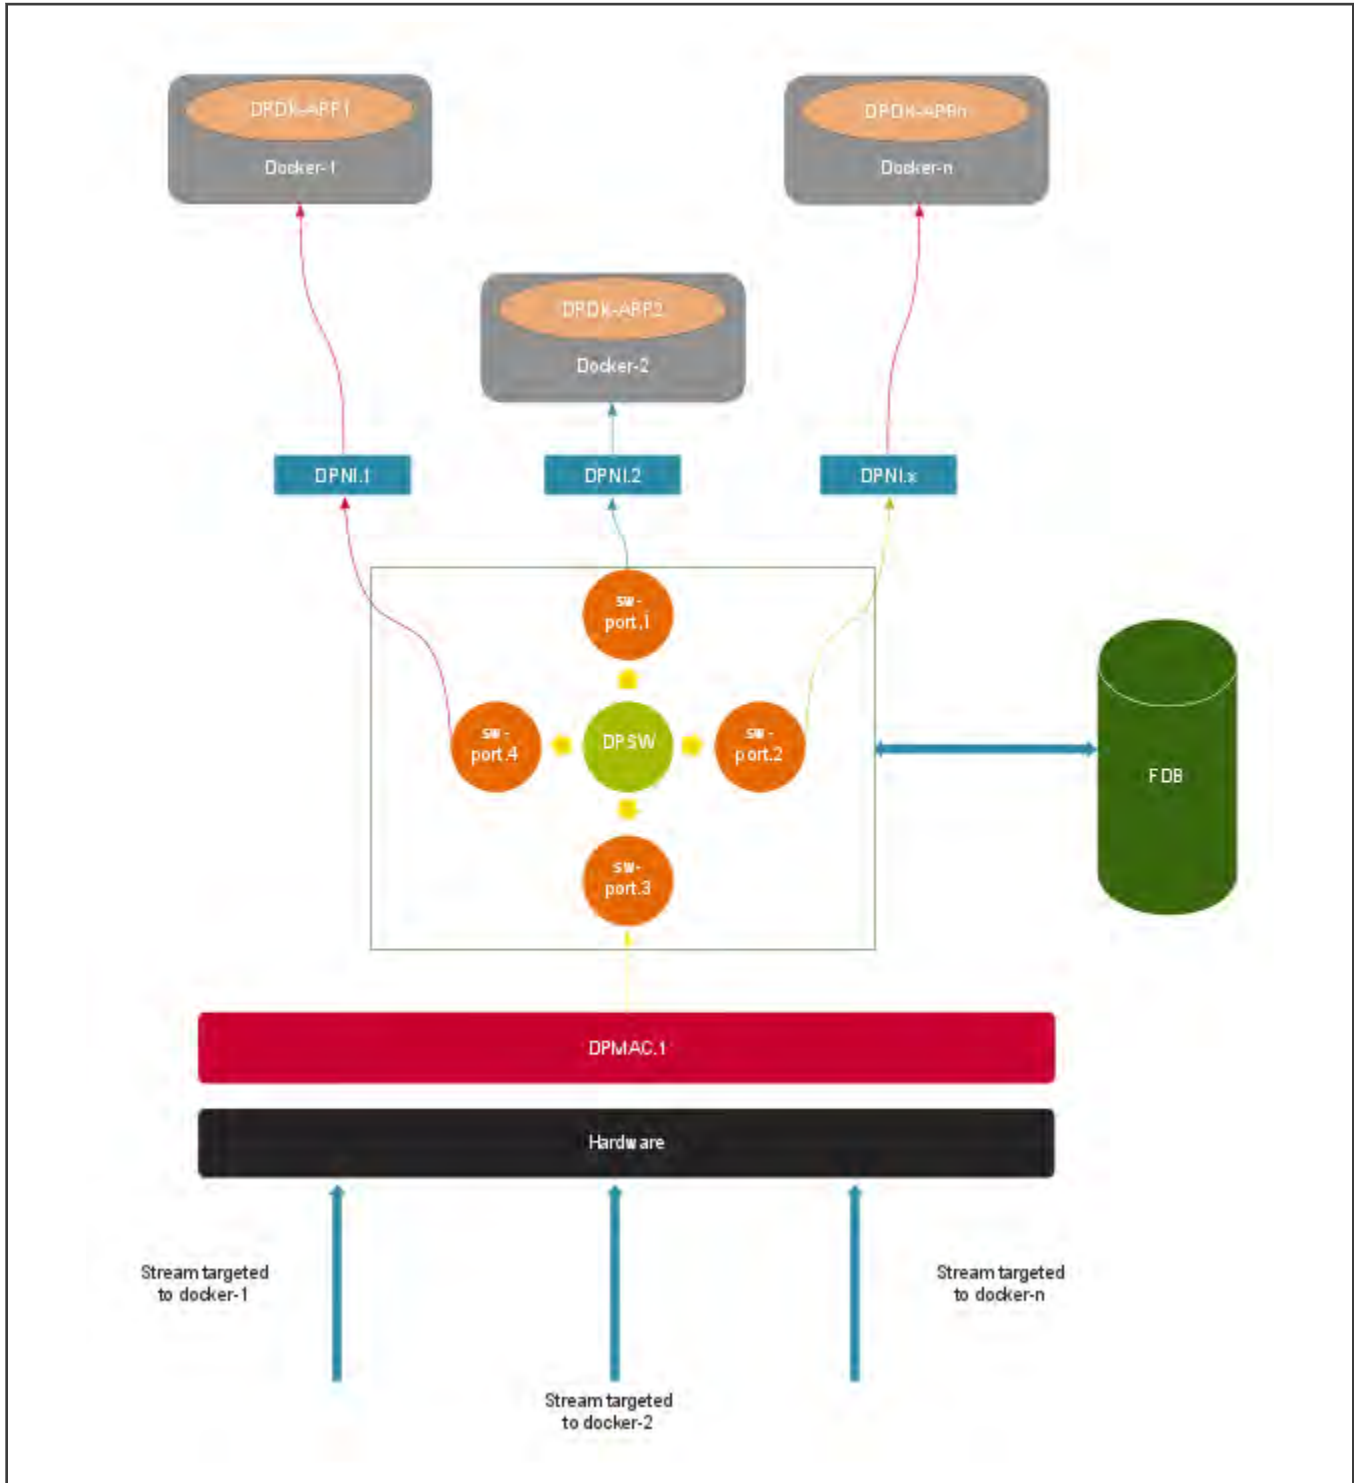 DPDK-APP1
Docker-1
DPDK-APPn
Docker-n
DPDK-APP2
Docker-2
DPNI.1
DPNI.2
DPNI.x
sw-
port.1
sw-
port.4
DPSW
sw-
port.2
FDB
sw-
port.3
DPMAC.1
Hardware
Stream targeted
to docker-1
Stream targeted
to docker-n
Stream targeted
to docker-2